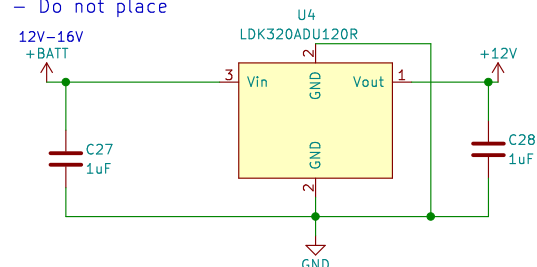 – Do not place
U4
LDK320ADU120R
12V–16V
+BATT
+12V
2
3
Vin
GND
Vout
1
C27
1uF
GND
2
C28
1uF
GND